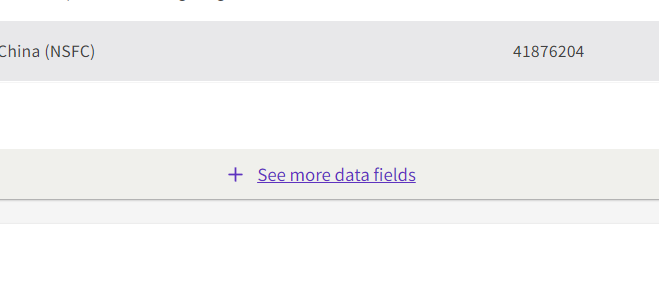 China (NSFC) 41876204
+ See more data fields